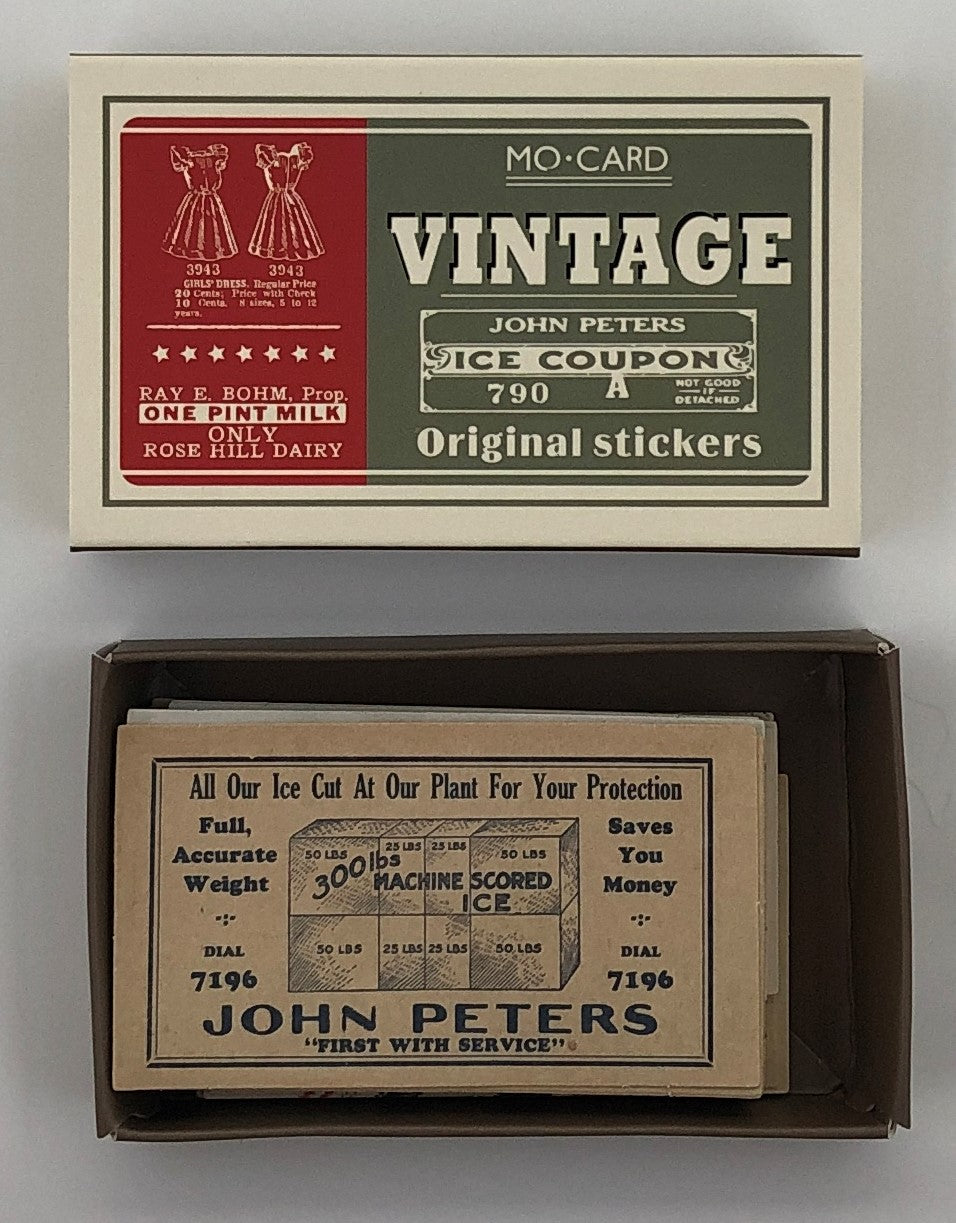 3943 3943
GIRLS' DRESS. Regular Price
20 Cents; Price with Check
10 Cents. 8 sizes, 5 to 12
years.
RAY E. BOHM, Prop.
ONE PINT MILK
ONLY
ROSE HILL DAIRY
MO·CARD
VINTAGE
JOHN PETERS
ICE COUPON
790 A NOT GOOD
IF
DETACHED
Original stickers
All Our Ice Cut At Our Plant For Your Protection
Full,
Accurate
Weight
DIAL
7196
50 LBS 25 LBS 25 LBS 50 LBS
300lbs
MACHINE SCORED
ICE
50 LBS 25 LBS 25 LBS 50 LBS
Saves
You
Money
DIAL
7196
JOHN PETERS
"FIRST WITH SERVICE"